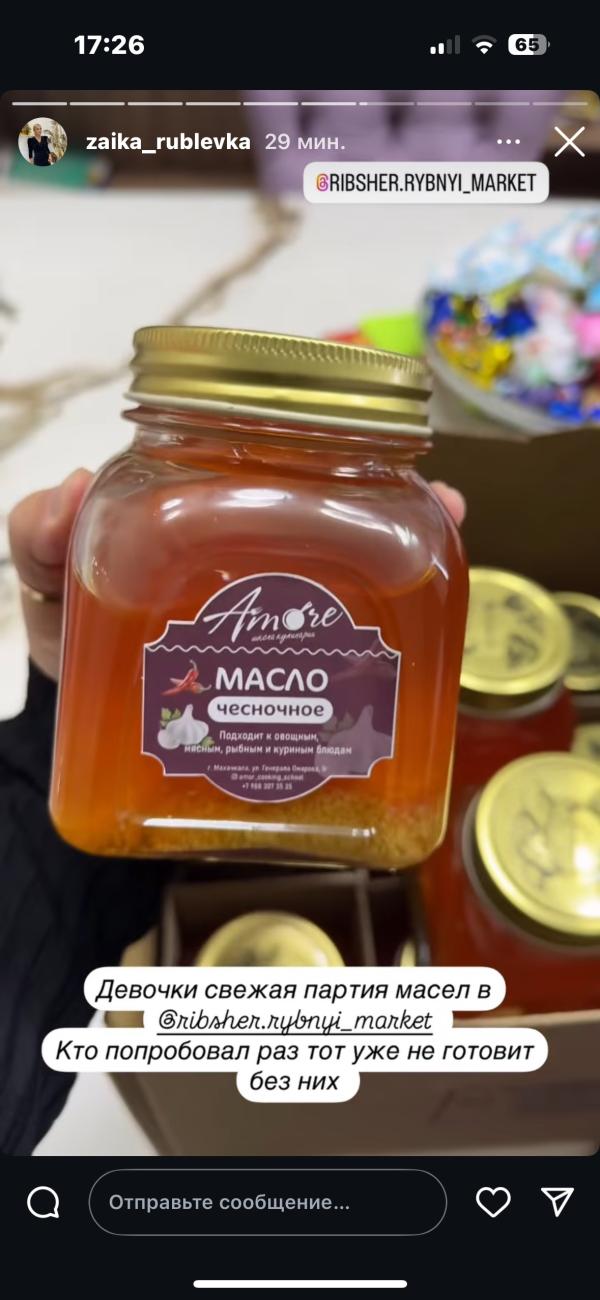 17:26
65
zaika_rublevka 29 мин.
@RIBSHER.RYBNYI_MARKET
Amore
школа кулинарии
МАСЛО
чесночное
Подходит к овощным,
мясным, рыбным и куриным блюдам
г. Махачкала, ул. Генерала Омарова,
@amor_cooking_school
Девочки свежая партия масел в
@ribsher.rybnyi_market
Кто попробовал раз тот уже не готовит
без них
Отправьте сообщение...